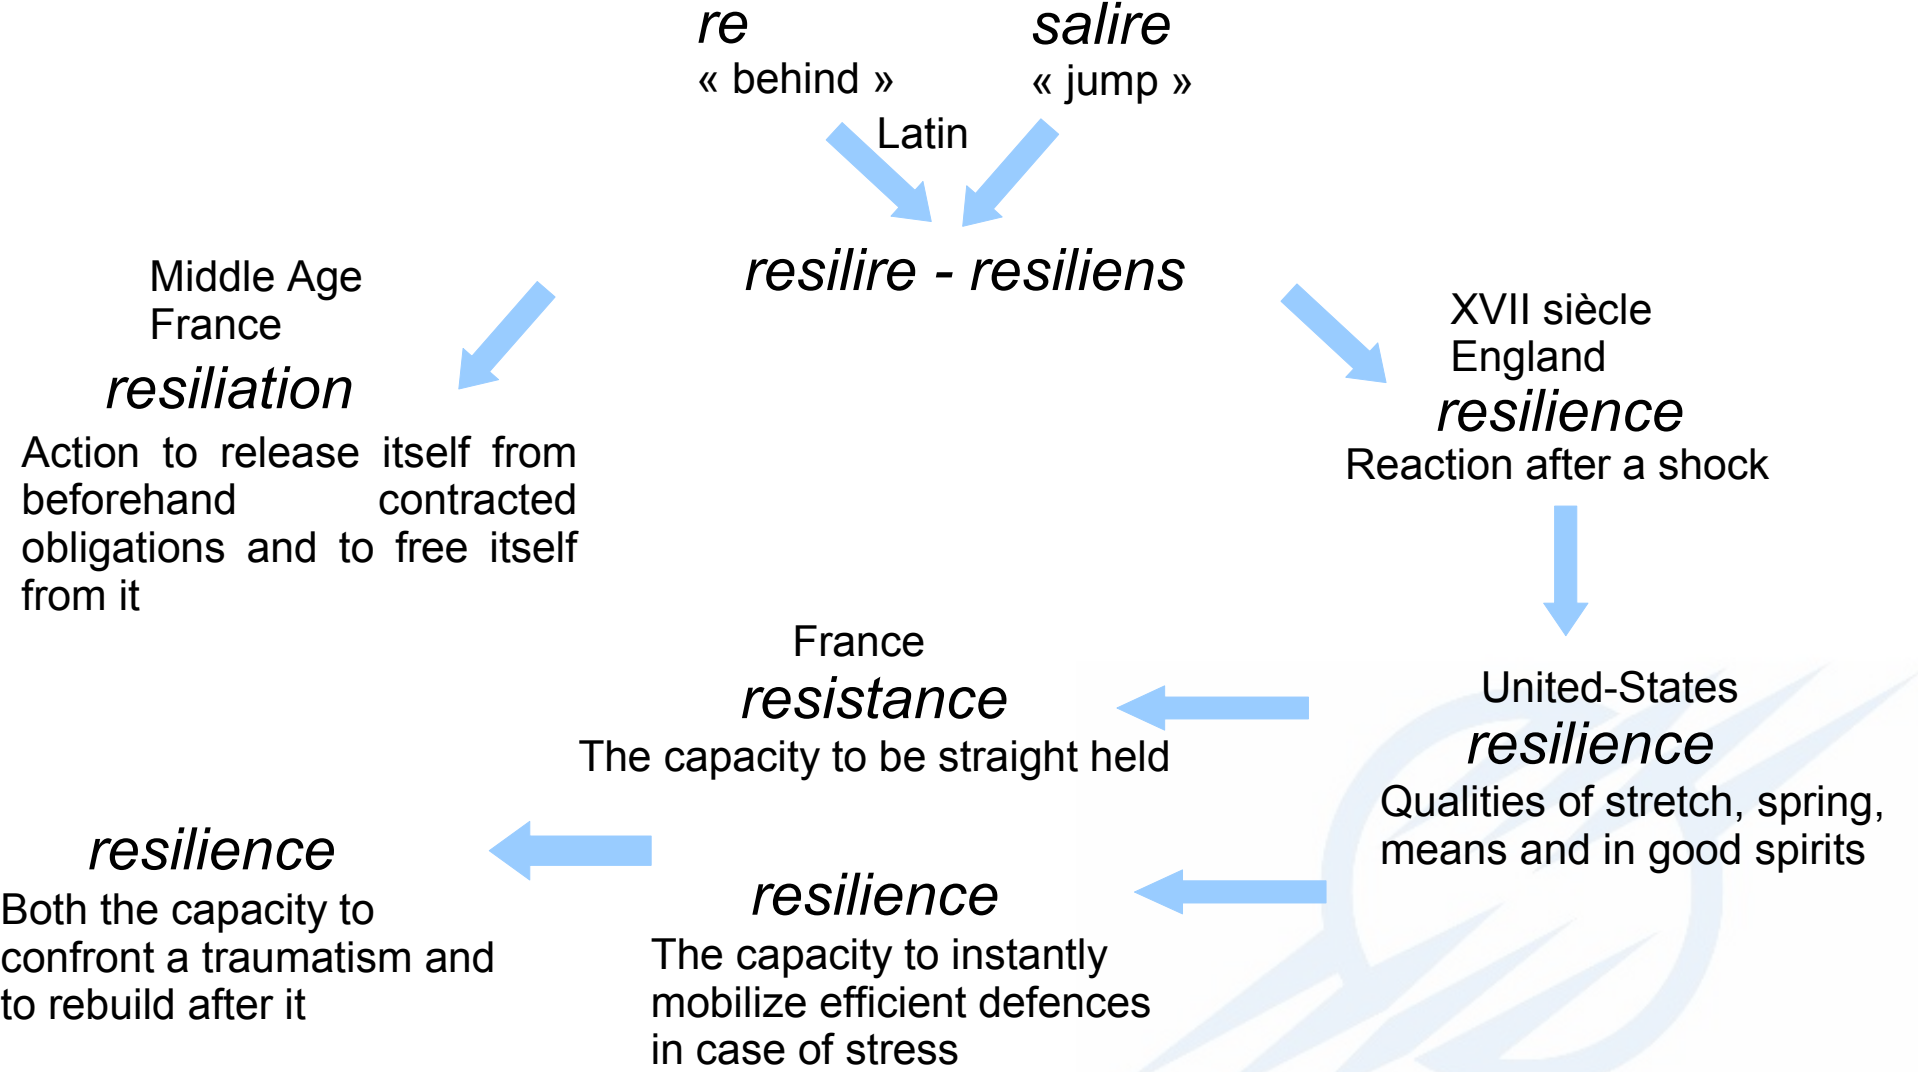 re
« behind »
salire
« jump »
Latin
resilire - resiliens
Middle Age
France
resiliation
Action to release itself from
beforehand contracted
obligations and to free itself
from it
XVII siècle
England
resilience
Reaction after a shock
United-States
resilience
Qualities of stretch, spring,
means and in good spirits
France
resistance
The capacity to be straight held
resilience
The capacity to instantly
mobilize efficient defences
in case of stress
resilience
Both the capacity to
confront a traumatism and
to rebuild after it